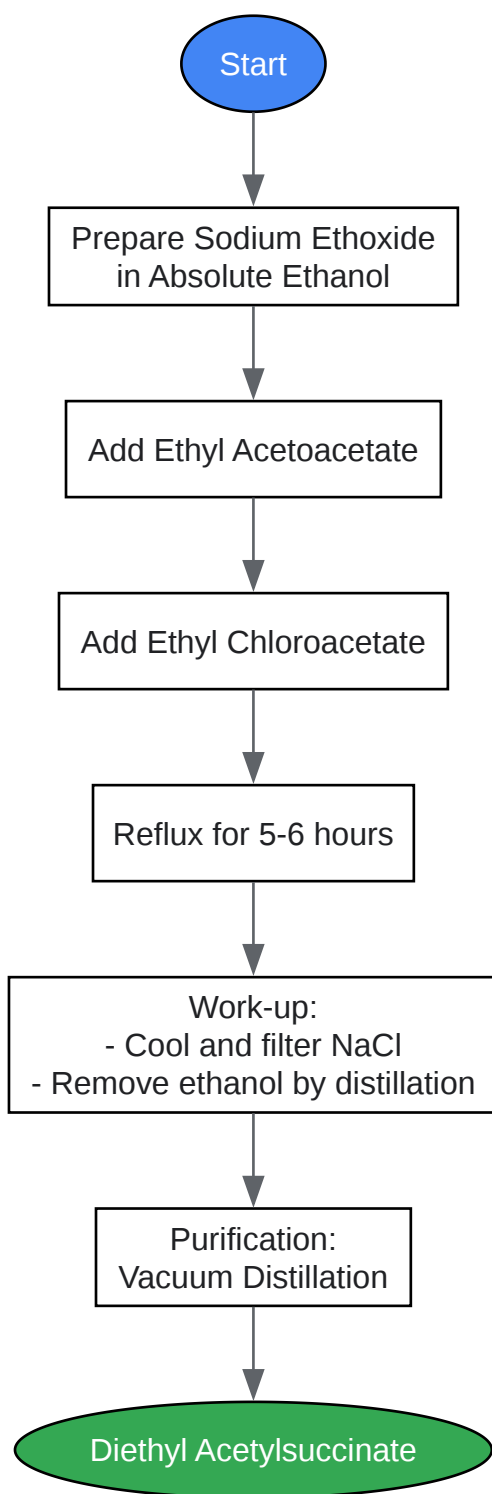 Start
Prepare Sodium Ethoxide
in Absolute Ethanol
Add Ethyl Acetoacetate
Add Ethyl Chloroacetate
Reflux for 5-6 hours
Work-up:
- Cool and filter NaCl
- Remove ethanol by distillation
Purification:
Vacuum Distillation
Diethyl Acetylsuccinate